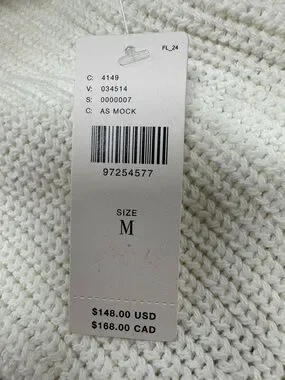 FL_24
C: 4149
V: 034514
S: 0000007
C: AS MOCK
97254577
SIZE
M
$148.00 USD
$168.00 CAD